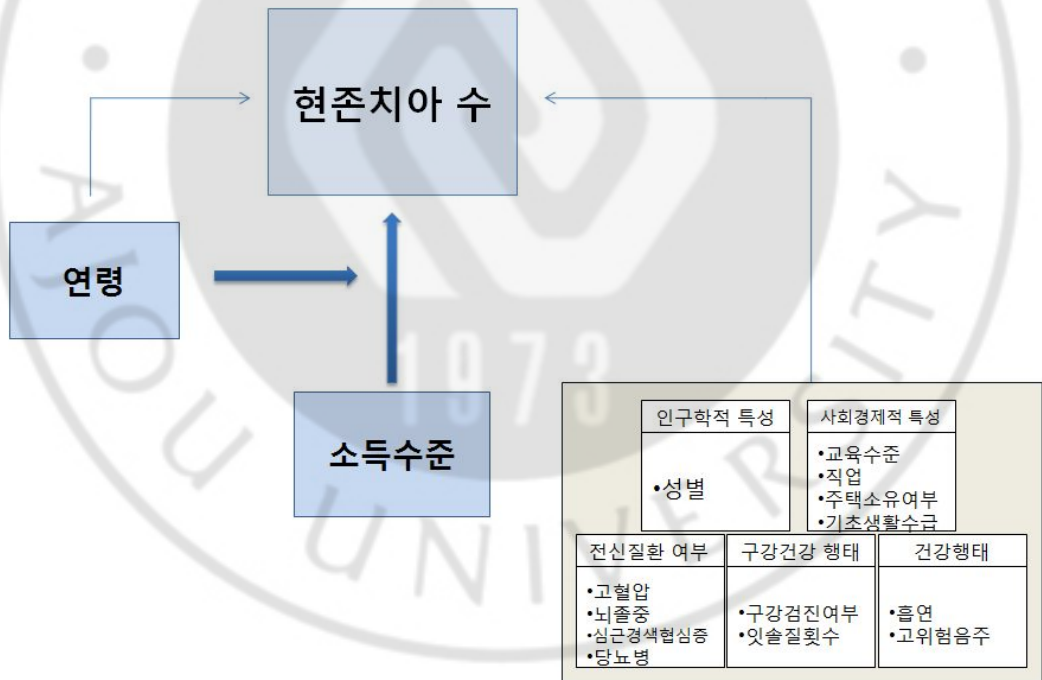 현존치아 수
연령
소득수준
인구학적 특성
•성별
사회경제적 특성
•교육수준
•직업
•주택소유여부
•기초생활수급
전신질환 여부
•고혈압
•뇌졸중
•심근경색협심증
•당뇨병
구강건강 행태
•구강검진여부
•잇솔질횟수
건강행태
•흡연
•고위험음주
AJOU UNIVERSITY
1973